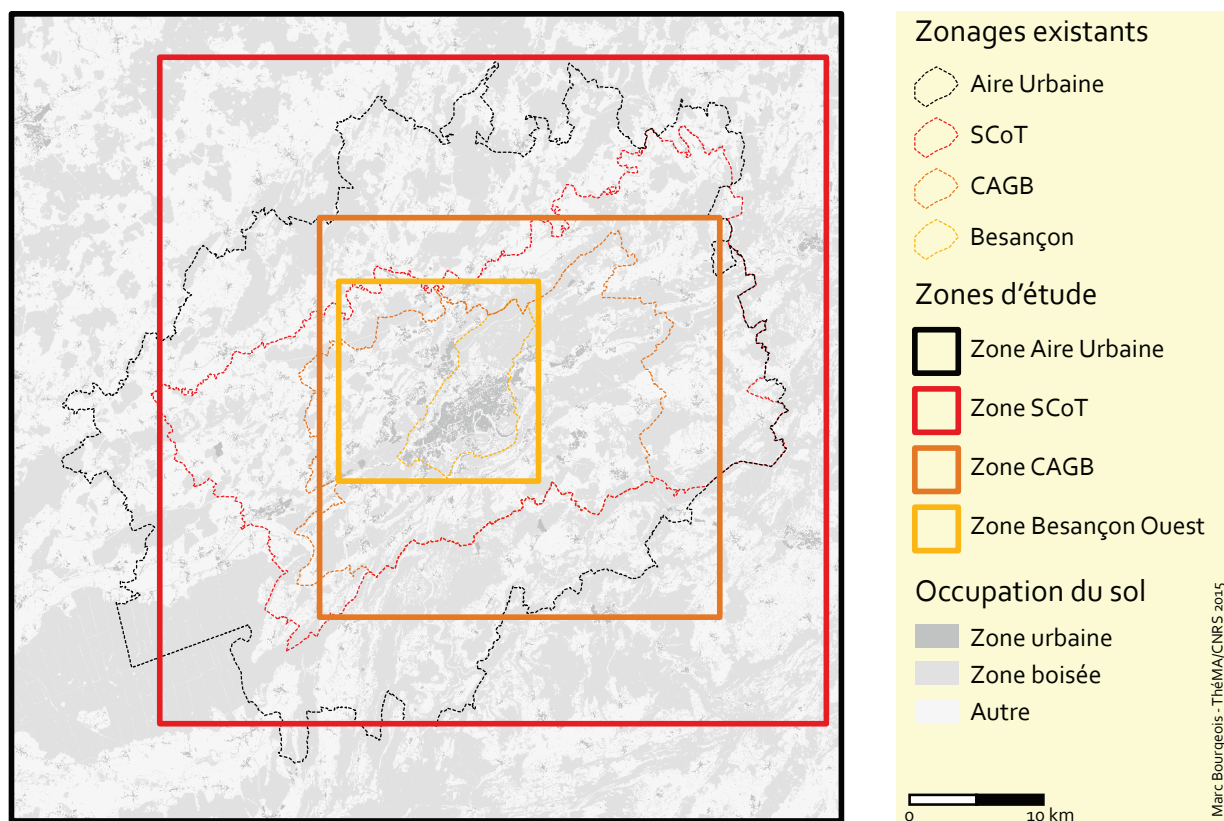 Zonages existants
Aire Urbaine
SCoT
CAGB
Besançon
Zones d'étude
Zone Aire Urbaine
Zone SCoT
Zone CAGB
Zone Besançon Ouest
Occupation du sol
Zone urbaine
Zone boisée
Autre
0 10 km
Marc Bourgeois - ThéMA/CNRS 2015